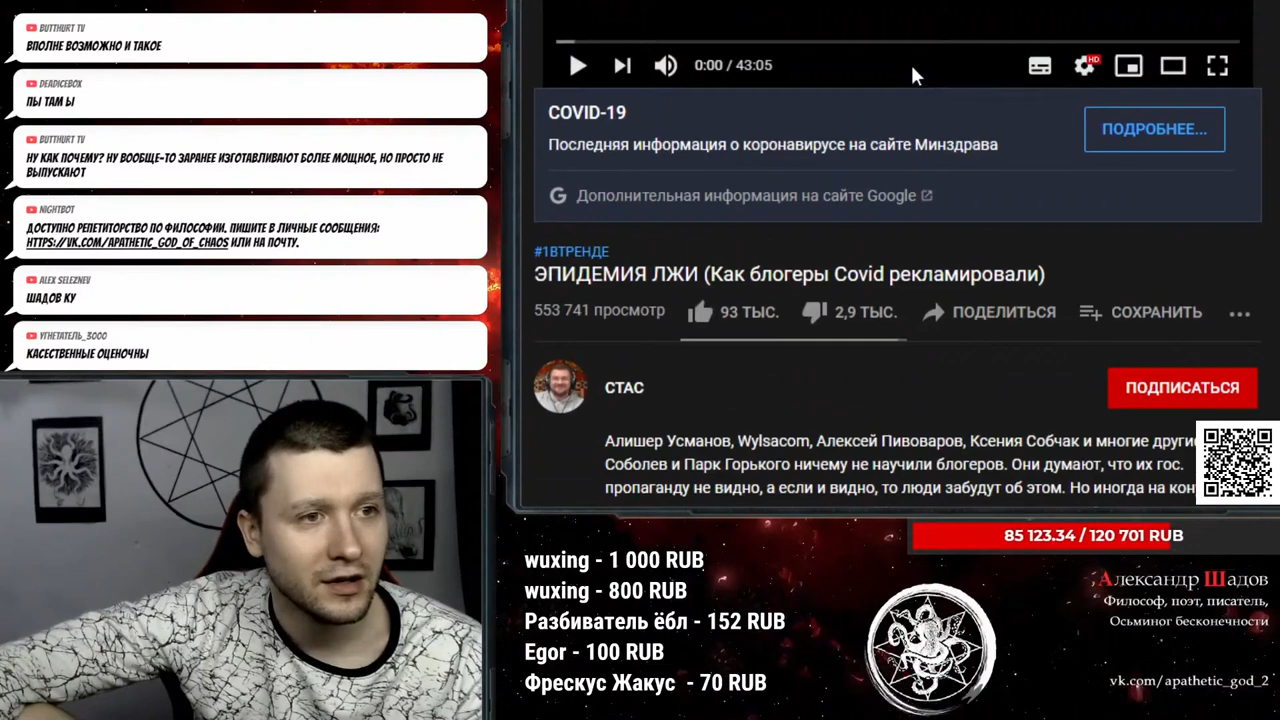 BUTTHURT TV
ВПОЛНЕ ВОЗМОЖНО И ТАКОЕ
DEADICEBOX
ПЫ ТАМ Ы
BUTTHURT TV
НУ КАК ПОЧЕМУ? НУ ВООБЩЕ-ТО ЗАРАНЕЕ ИЗГОТАВЛИВАЮТ БОЛЕЕ МОЩНОЕ, НО ПРОСТО НЕ
ВЫПУСКАЮТ
NIGHTBOT
ДОСТУПНО РЕПЕТИТОРСТВО ПО ФИЛОСОФИИ. ПИШИТЕ В ЛИЧНЫЕ СООБЩЕНИЯ:
HTTPS://VK.COM/APATHETIC_GOD_OF_CHAOS ИЛИ НА ПОЧТУ.
ALEX SELEZNEV
ШАДОВ КУ
УГНЕТАТЕЛЬ_3000
КАСЕСТВЕННЫЕ ОЦЕНОЧНЫ
0:00 / 43:05
HD
COVID-19
Последняя информация о коронавирусе на сайте Минздрава
ПОДРОБНЕЕ...
G Дополнительная информация на сайте Google
#1ВТРЕНДЕ
ЭПИДЕМИЯ ЛЖИ (Как блогеры Covid рекламировали)
553 741 просмотр
93 ТЫС.
2,9 ТЫС.
ПОДЕЛИТЬСЯ
СОХРАНИТЬ
СТАС
ПОДПИСАТЬСЯ
Алишер Усманов, Wylsacom, Алексей Пивоваров, Ксения Собчак и многие другие
Соболев и Парк Горького ничему не научили блогеров. Они думают, что их гос.
пропаганду не видно, а если и видно, то люди забудут об этом. Но иногда на
85 123.34 / 120 701 RUB
wuxing - 1 000 RUB
wuxing - 800 RUB
Разбиватель ёбл - 152 RUB
Egor - 100 RUB
Фрескус Жакус - 70 RUB
Александр Шадов
Философ, поэт, писатель,
Осьминог бесконечности
vk.com/apathetic_god_2